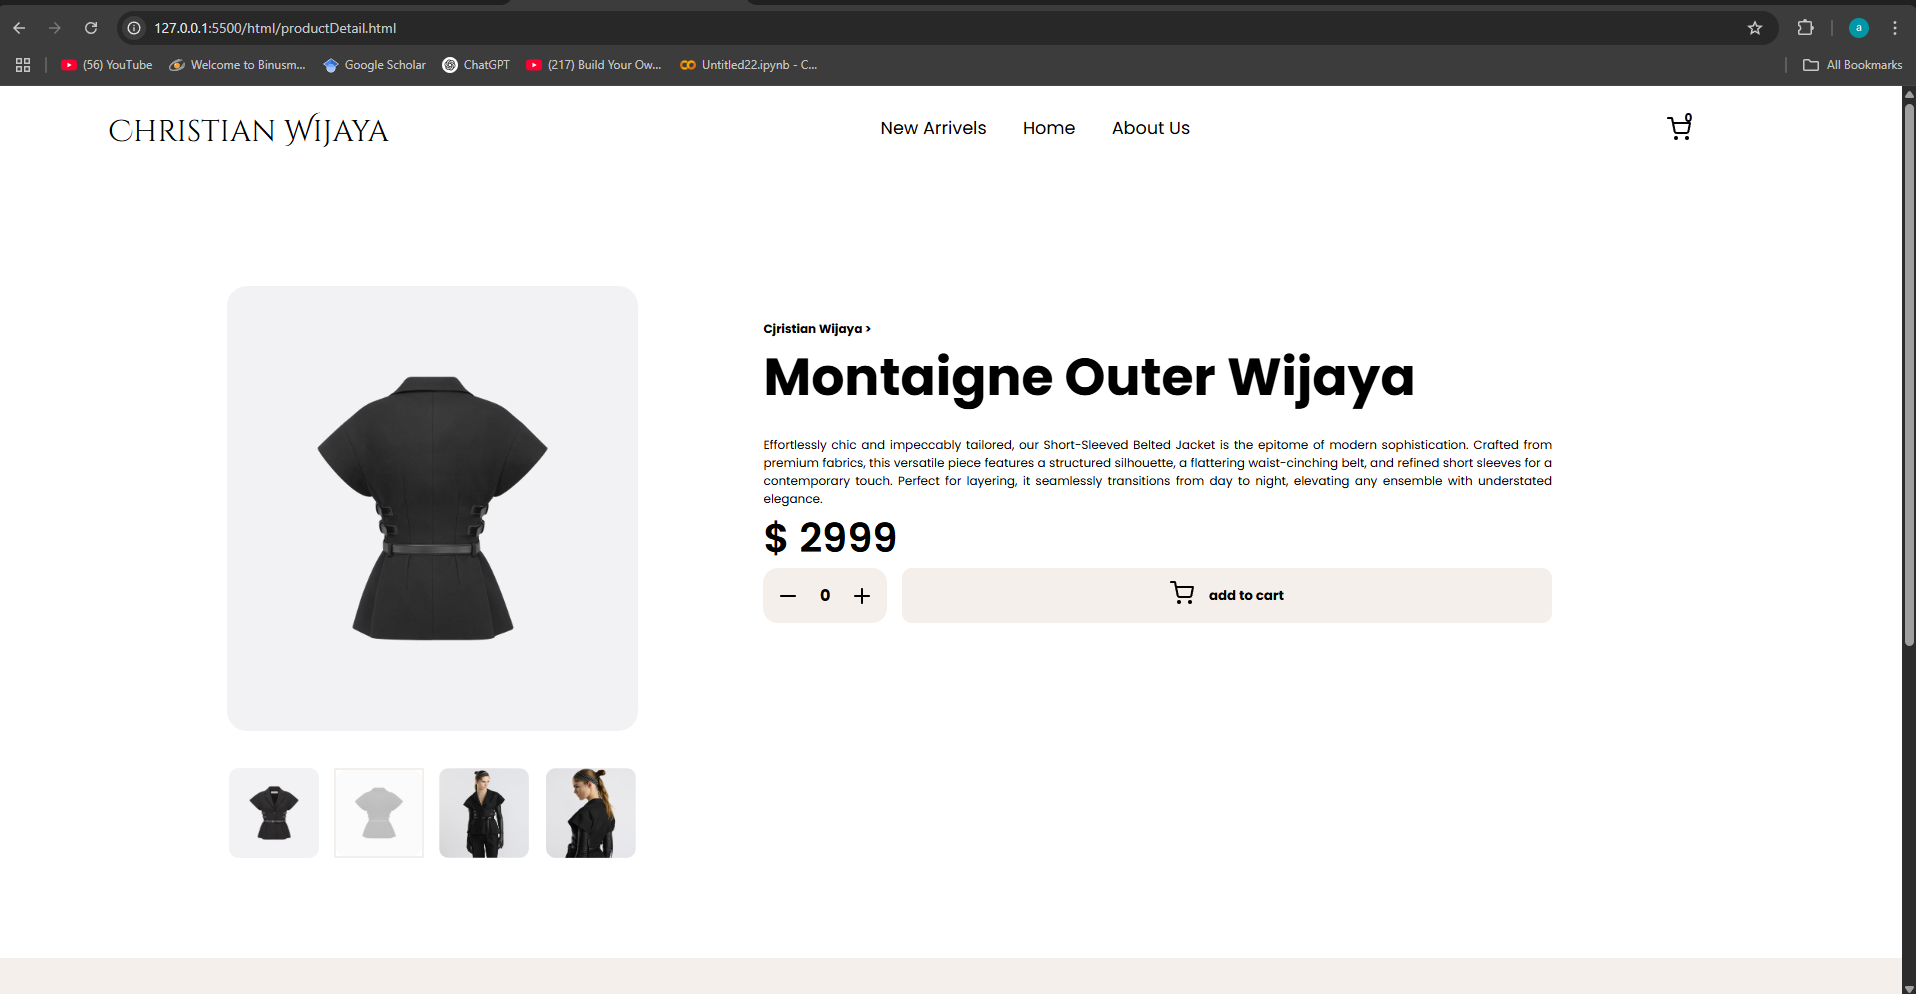 127.0.0.1:5500/html/productDetail.html
a
(56) YouTube
Welcome to Binusm...
Google Scholar
ChatGPT
(217) Build Your Ow...
Untitled22.ipynb - C...
All Bookmarks
CHRISTIAN WIJAYA
New Arrivels
Home
About Us
0
Cjristian Wijaya >
Montaigne Outer Wijaya
Effortlessly chic and impeccably tailored, our Short-Sleeved Belted Jacket is the epitome of modern sophistication. Crafted from
premium fabrics, this versatile piece features a structured silhouette, a flattering waist-cinching belt, and refined short sleeves for a
contemporary touch. Perfect for layering, it seamlessly transitions from day to night, elevating any ensemble with understated
elegance.
$ 2999
0
add to cart